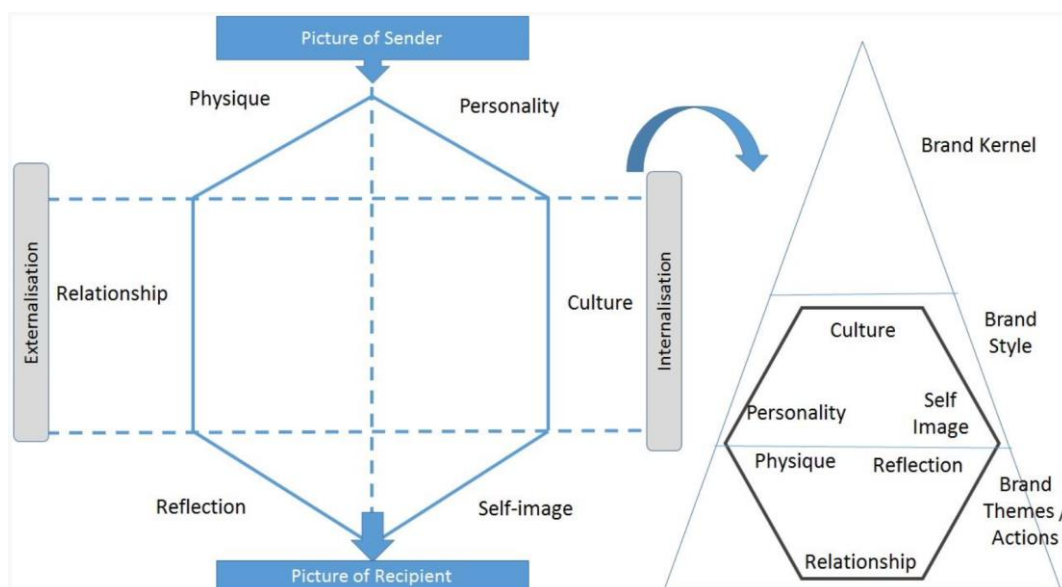 Picture of Sender
Physique
Personality
Externalisation
Relationship
Culture
Internalisation
Reflection
Self-image
Picture of Recipient
Brand Kernel
Brand
Style
Culture
Personality
Self
Image
Physique
Reflection
Brand
Themes /
Actions
Relationship